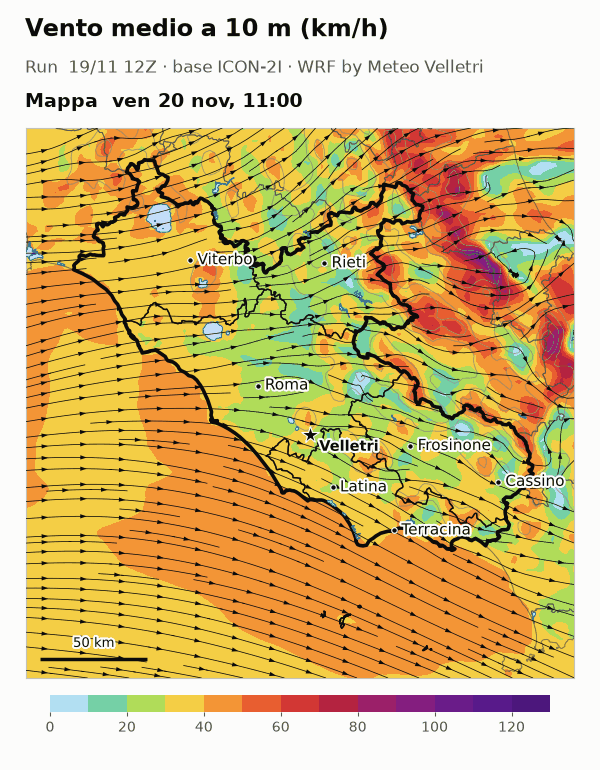 Vento medio a 10 m (km/h)
Run  19/11 12Z · base ICON-2I · WRF by Meteo Velletri
Mappa  ven 20 nov, 11:00
Viterbo
Rieti
Roma
Velletri
Frosinone
Cassino
Latina
Terracina
50 km
0 20 40 60 80 100 120